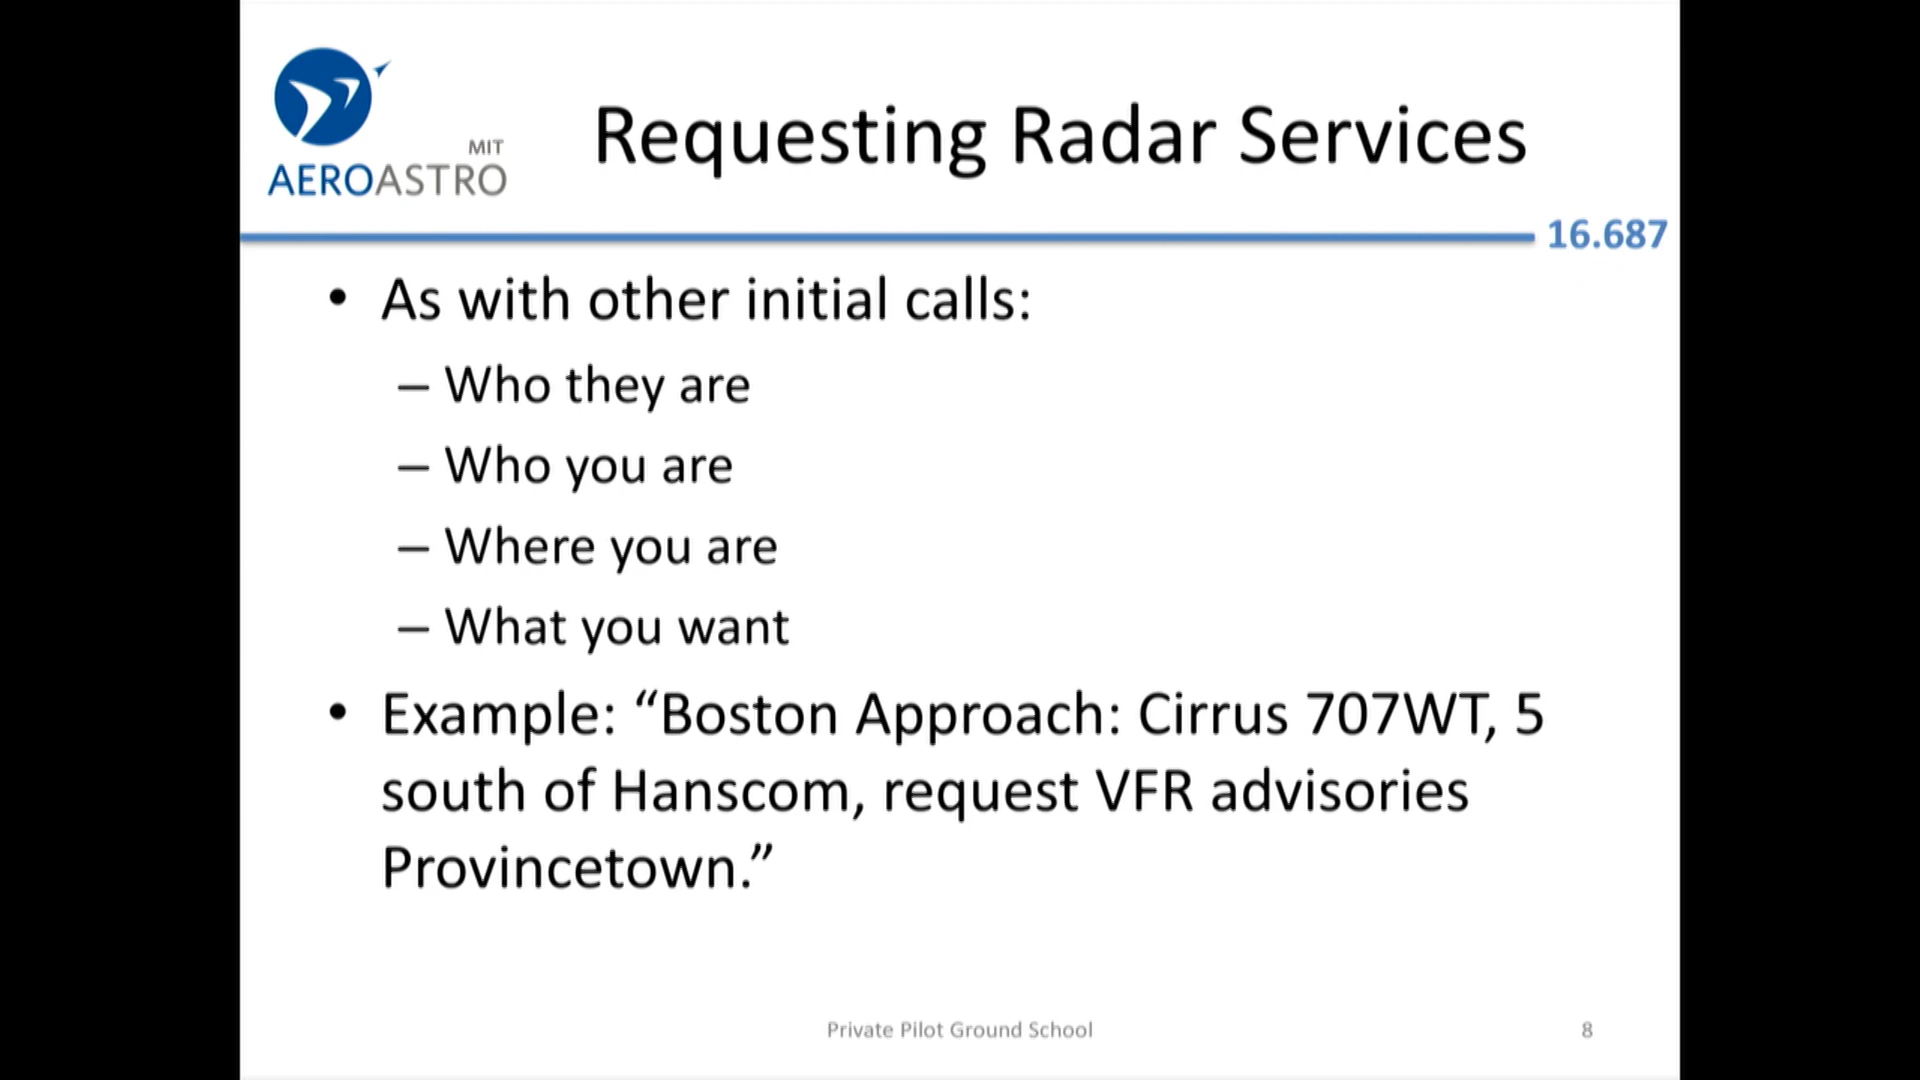 MIT
AEROASTRO
Requesting Radar Services
16.687
• As with other initial calls:
– Who they are
– Who you are
– Where you are
– What you want
• Example: “Boston Approach: Cirrus 707WT, 5
south of Hanscom, request VFR advisories
Provincetown.”
Private Pilot Ground School
8